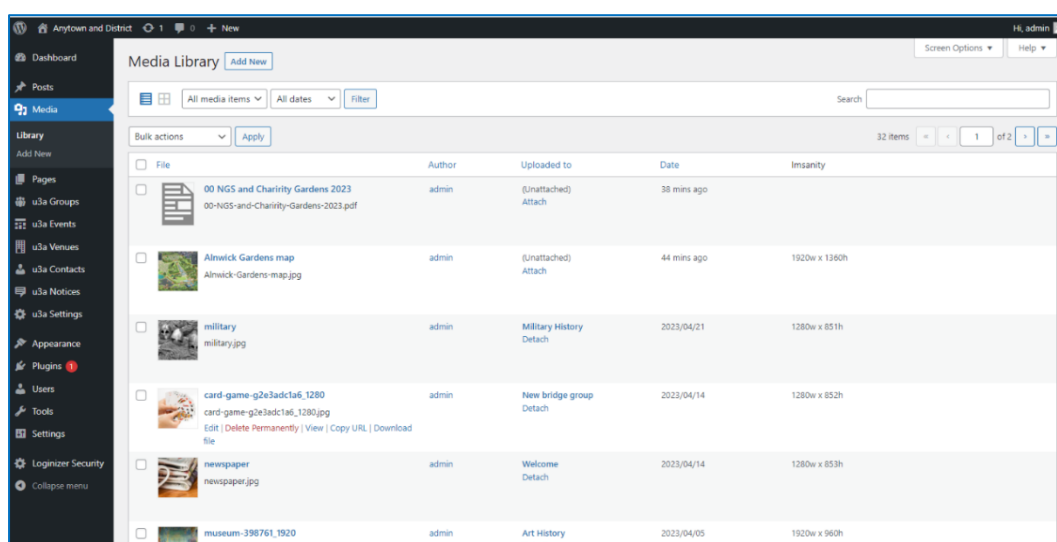 Anytown and District 1 0 + New Hi, admin
Dashboard
Posts
Media
Library
Add New
Pages
u3a Groups
u3a Events
u3a Venues
u3a Contacts
u3a Notices
u3a Settings
Appearance
Plugins 1
Users
Tools
Settings
Loginizer Security
Collapse menu
Screen Options ▼ Help ▼
Media Library Add New
All media items All dates Filter Search
Bulk actions Apply 32 items « ‹ 1 of 2 › »
File Author Uploaded to Date Imsanity
00 NGS and Charirity Gardens 2023 admin (Unattached) 38 mins ago
00-NGS-and-Charirity-Gardens-2023.pdf Attach
Alnwick Gardens map admin (Unattached) 44 mins ago 1920w x 1360h
Alnwick-Gardens-map.jpg Attach
military admin Military History 2023/04/21 1280w x 851h
military.jpg Detach
card-game-g2e3adc1a6_1280 admin New bridge group 2023/04/14 1280w x 852h
card-game-g2e3adc1a6_1280.jpg Detach
Edit | Delete Permanently | View | Copy URL | Download
file
newspaper admin Welcome 2023/04/14 1280w x 853h
newspaper.jpg Detach
museum-398761_1920 admin Art History 2023/04/05 1920w x 960h